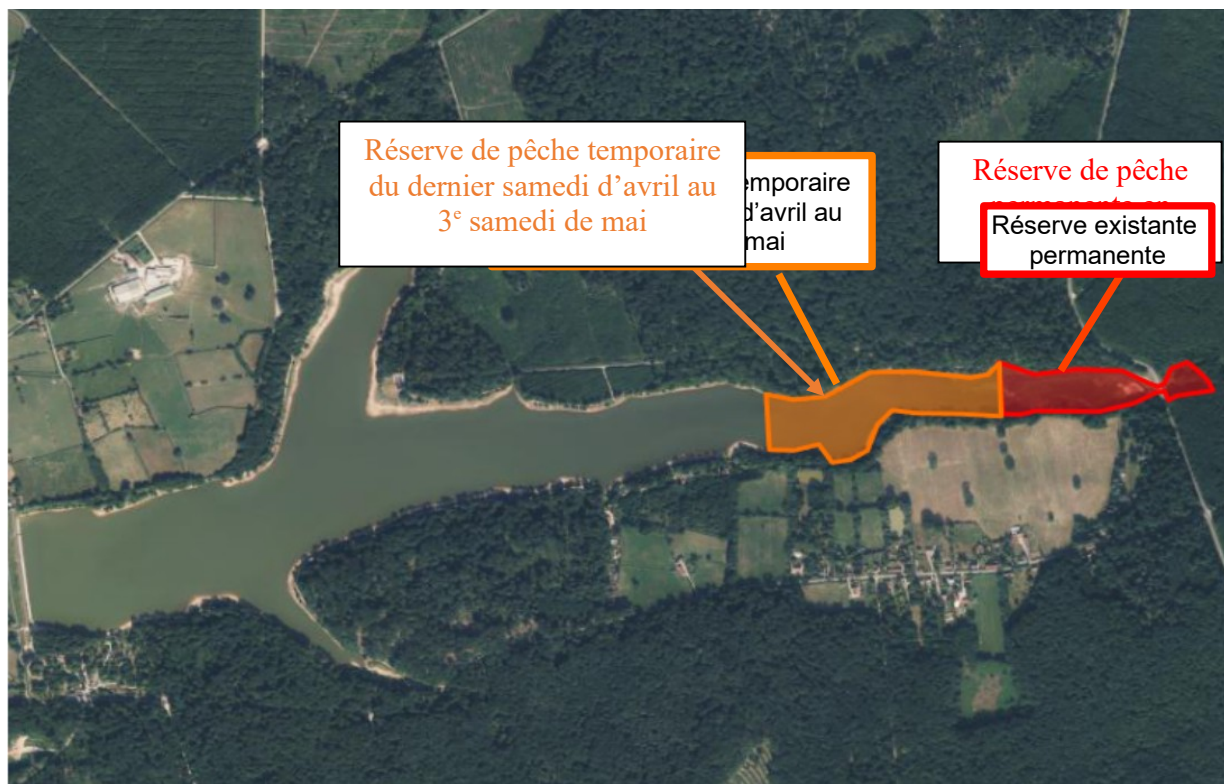 Réserve de pêche temporaire
du dernier samedi d’avril au
3e samedi de mai
emporaire
d’avril au
mai
Réserve de pêche
Réserve existante
permanente